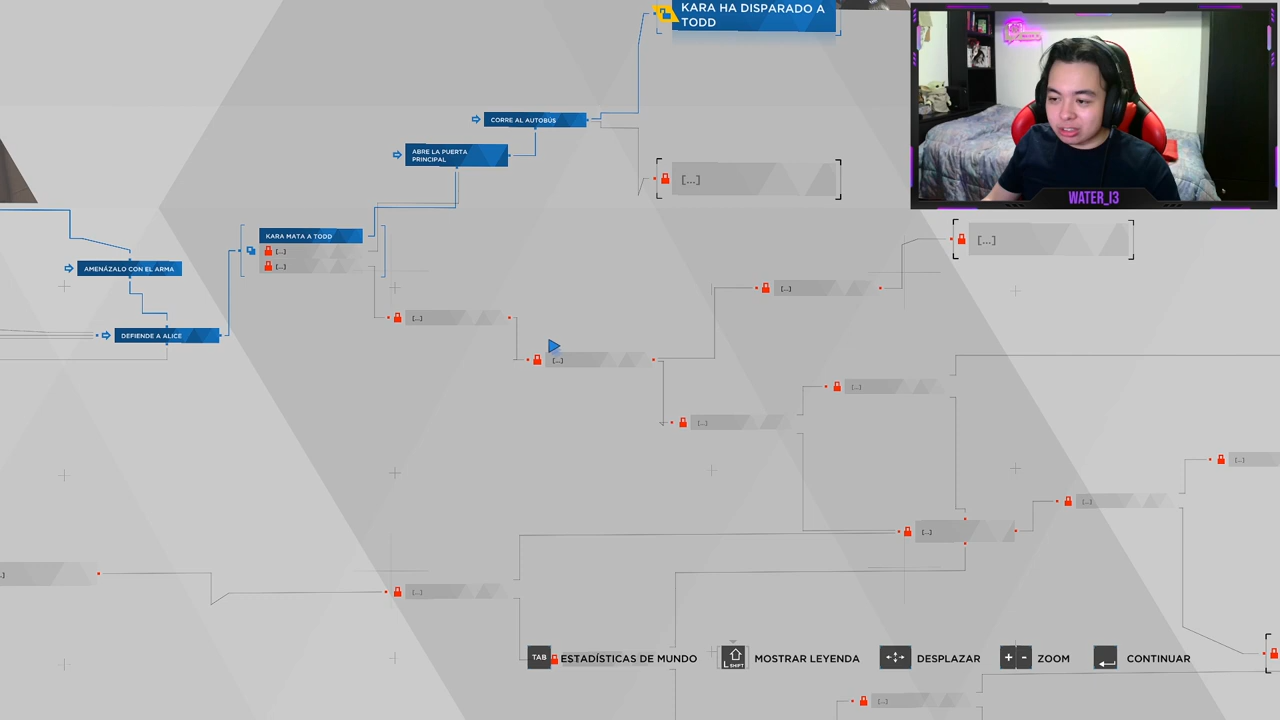 KARA HA DISPARADO A
TODD
CORRE AL AUTOBÚS
ABRE LA PUERTA
PRINCIPAL
[...]
WATER_I3
KARA MATA A TODD
[...]
[...]
[...]
AMENÁZALO CON EL ARMA
[...]
[...]
DEFIENDE A ALICE
[...]
[...]
[...]
[...]
[...]
[...]
...]
[...]
TAB ESTADÍSTICAS DE MUNDO
L SHIFT MOSTRAR LEYENDA
DESPLAZAR
+ - ZOOM
CONTINUAR
[...]